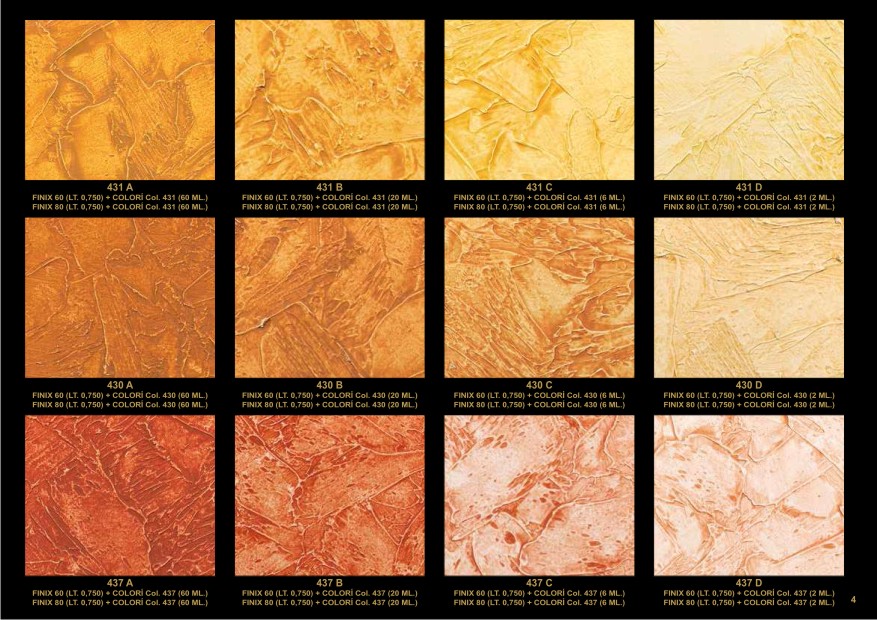 431 A
FINIX 60 (LT. 0,750) + COLORÌ Col. 431 (60 ML.)
FINIX 80 (LT. 0,750) + COLORÌ Col. 431 (60 ML.)
431 B
FINIX 60 (LT. 0,750) + COLORÌ Col. 431 (20 ML.)
FINIX 80 (LT. 0,750) + COLORÌ Col. 431 (20 ML.)
431 C
FINIX 60 (LT. 0,750) + COLORÌ Col. 431 (6 ML.)
FINIX 80 (LT. 0,750) + COLORÌ Col. 431 (6 ML.)
431 D
FINIX 60 (LT. 0,750) + COLORÌ Col. 431 (2 ML.)
FINIX 80 (LT. 0,750) + COLORÌ Col. 431 (2 ML.)
430 A
FINIX 60 (LT. 0,750) + COLORÌ Col. 430 (60 ML.)
FINIX 80 (LT. 0,750) + COLORÌ Col. 430 (60 ML.)
430 B
FINIX 60 (LT. 0,750) + COLORÌ Col. 430 (20 ML.)
FINIX 80 (LT. 0,750) + COLORÌ Col. 430 (20 ML.)
430 C
FINIX 60 (LT. 0,750) + COLORÌ Col. 430 (6 ML.)
FINIX 80 (LT. 0,750) + COLORÌ Col. 430 (6 ML.)
430 D
FINIX 60 (LT. 0,750) + COLORÌ Col. 430 (2 ML.)
FINIX 80 (LT. 0,750) + COLORÌ Col. 430 (2 ML.)
437 A
FINIX 60 (LT. 0,750) + COLORÌ Col. 437 (60 ML.)
FINIX 80 (LT. 0,750) + COLORÌ Col. 437 (60 ML.)
437 B
FINIX 60 (LT. 0,750) + COLORÌ Col. 437 (20 ML.)
FINIX 80 (LT. 0,750) + COLORÌ Col. 437 (20 ML.)
437 C
FINIX 60 (LT. 0,750) + COLORÌ Col. 437 (6 ML.)
FINIX 80 (LT. 0,750) + COLORÌ Col. 437 (6 ML.)
437 D
FINIX 60 (LT. 0,750) + COLORÌ Col. 437 (2 ML.)
FINIX 80 (LT. 0,750) + COLORÌ Col. 437 (2 ML.)
4